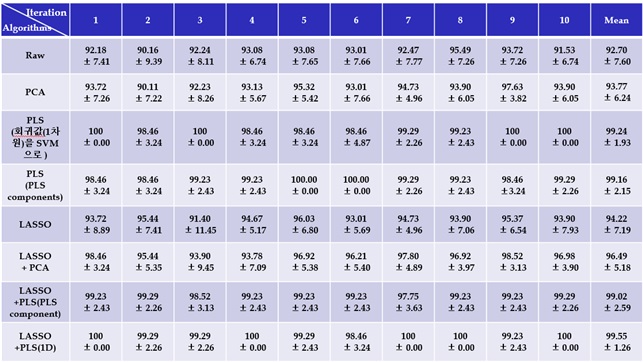 Iteration 1 2 3 4 5 6 7 8 9 10 Mean
Algorithms
Raw 92.18 90.16 92.24 93.08 93.08 93.01 92.47 95.49 93.72 91.53 92.70
± 7.41 ± 9.39 ± 8.11 ± 6.74 ± 7.65 ± 7.66 ± 7.77 ± 7.26 ± 7.26 ± 6.74 ± 7.60
PCA 93.72 90.11 92.23 93.13 95.32 93.01 94.73 93.90 97.63 93.90 93.77
± 7.26 ± 7.22 ± 8.26 ± 5.67 ± 5.42 ± 7.66 ± 4.96 ± 6.05 ± 3.82 ± 6.05 ± 6.24
PLS
(회귀값(1차
원)을 SVM
으로 )
100 98.46 100 98.46 98.46 98.46 99.29 99.23 100 100 99.24
± 0.00 ± 3.24 ± 0.00 ± 3.24 ± 3.24 ± 4.87 ± 2.26 ± 2.43 ± 0.00 ± 0.00 ± 1.93
PLS
(PLS
components)
98.46 98.46 99.23 99.23 100.00 100.00 99.29 99.23 98.46 99.29 99.16
± 3.24 ± 3.24 ± 2.43 ± 2.43 ± 0.00 ± 0.00 ± 2.26 ± 2.43 ±3.24 ± 2.26 ± 2.15
LASSO 93.72 95.44 91.40 94.67 96.03 93.01 94.73 93.90 95.37 93.90 94.22
± 8.89 ± 7.41 ± 11.45 ± 5.17 ± 6.80 ± 5.69 ± 4.96 ± 7.06 ± 6.54 ± 7.93 ± 7.19
LASSO
+ PCA
98.46 95.44 93.90 93.78 96.92 96.21 97.80 96.92 98.52 96.98 96.49
± 3.24 ± 5.35 ± 9.45 ± 7.09 ± 5.38 ± 5.40 ± 4.89 ± 3.97 ± 3.13 ± 3.90 ± 5.18
LASSO
+PLS(PLS
component)
99.23 99.29 98.52 99.23 99.23 99.23 97.75 99.23 99.29 99.29 99.02
± 2.43 ± 2.26 ± 3.13 ± 2.43 ± 2.43 ± 2.43 ± 3.63 ± 2.43 ± 2.26 ± 2.26 ± 2.59
LASSO
+PLS(1D)
100 99.29 99.29 100 99.29 98.46 100 100 99.23 100 99.55
± 0.00 ± 2.26 ± 2.26 ± 0.00 ± 2.43 ± 3.24 ± 0.00 ± 0.00 ± 2.43 ± 0.00 ± 1.26